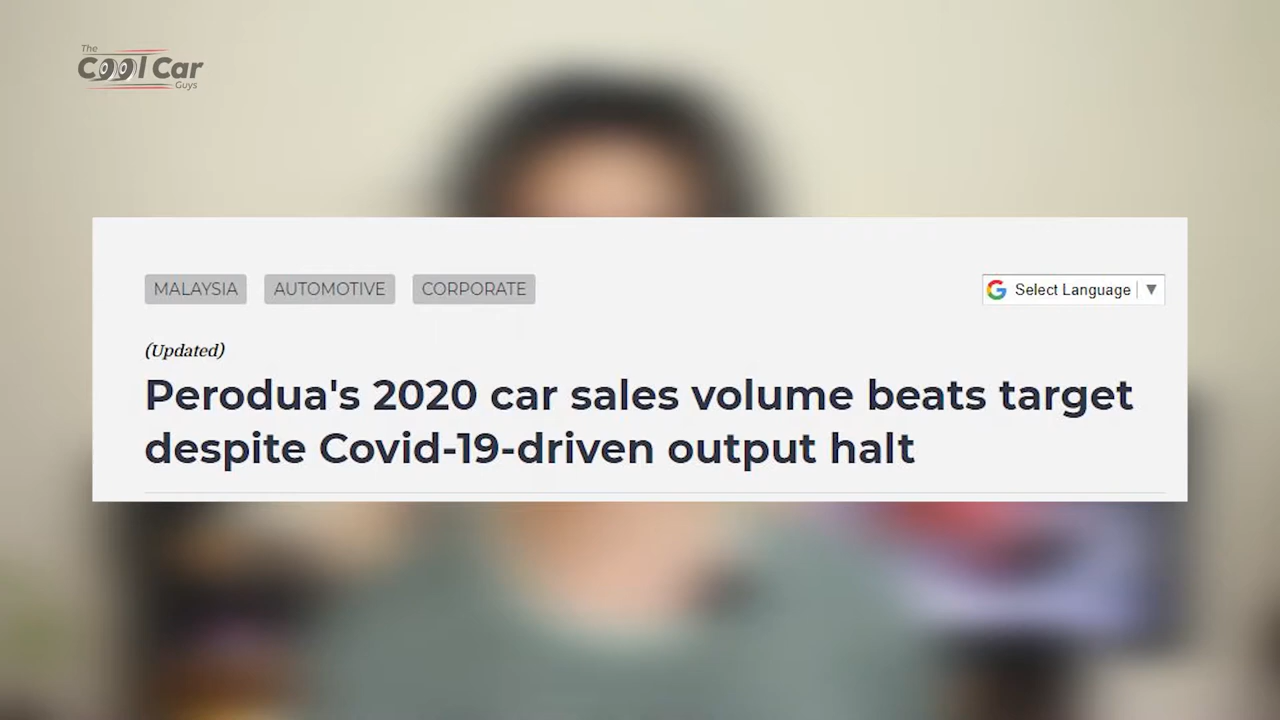 The
Cool Car
Guys
MALAYSIA AUTOMOTIVE CORPORATE
Select Language ▼
(Updated)
Perodua's 2020 car sales volume beats target
despite Covid-19-driven output halt